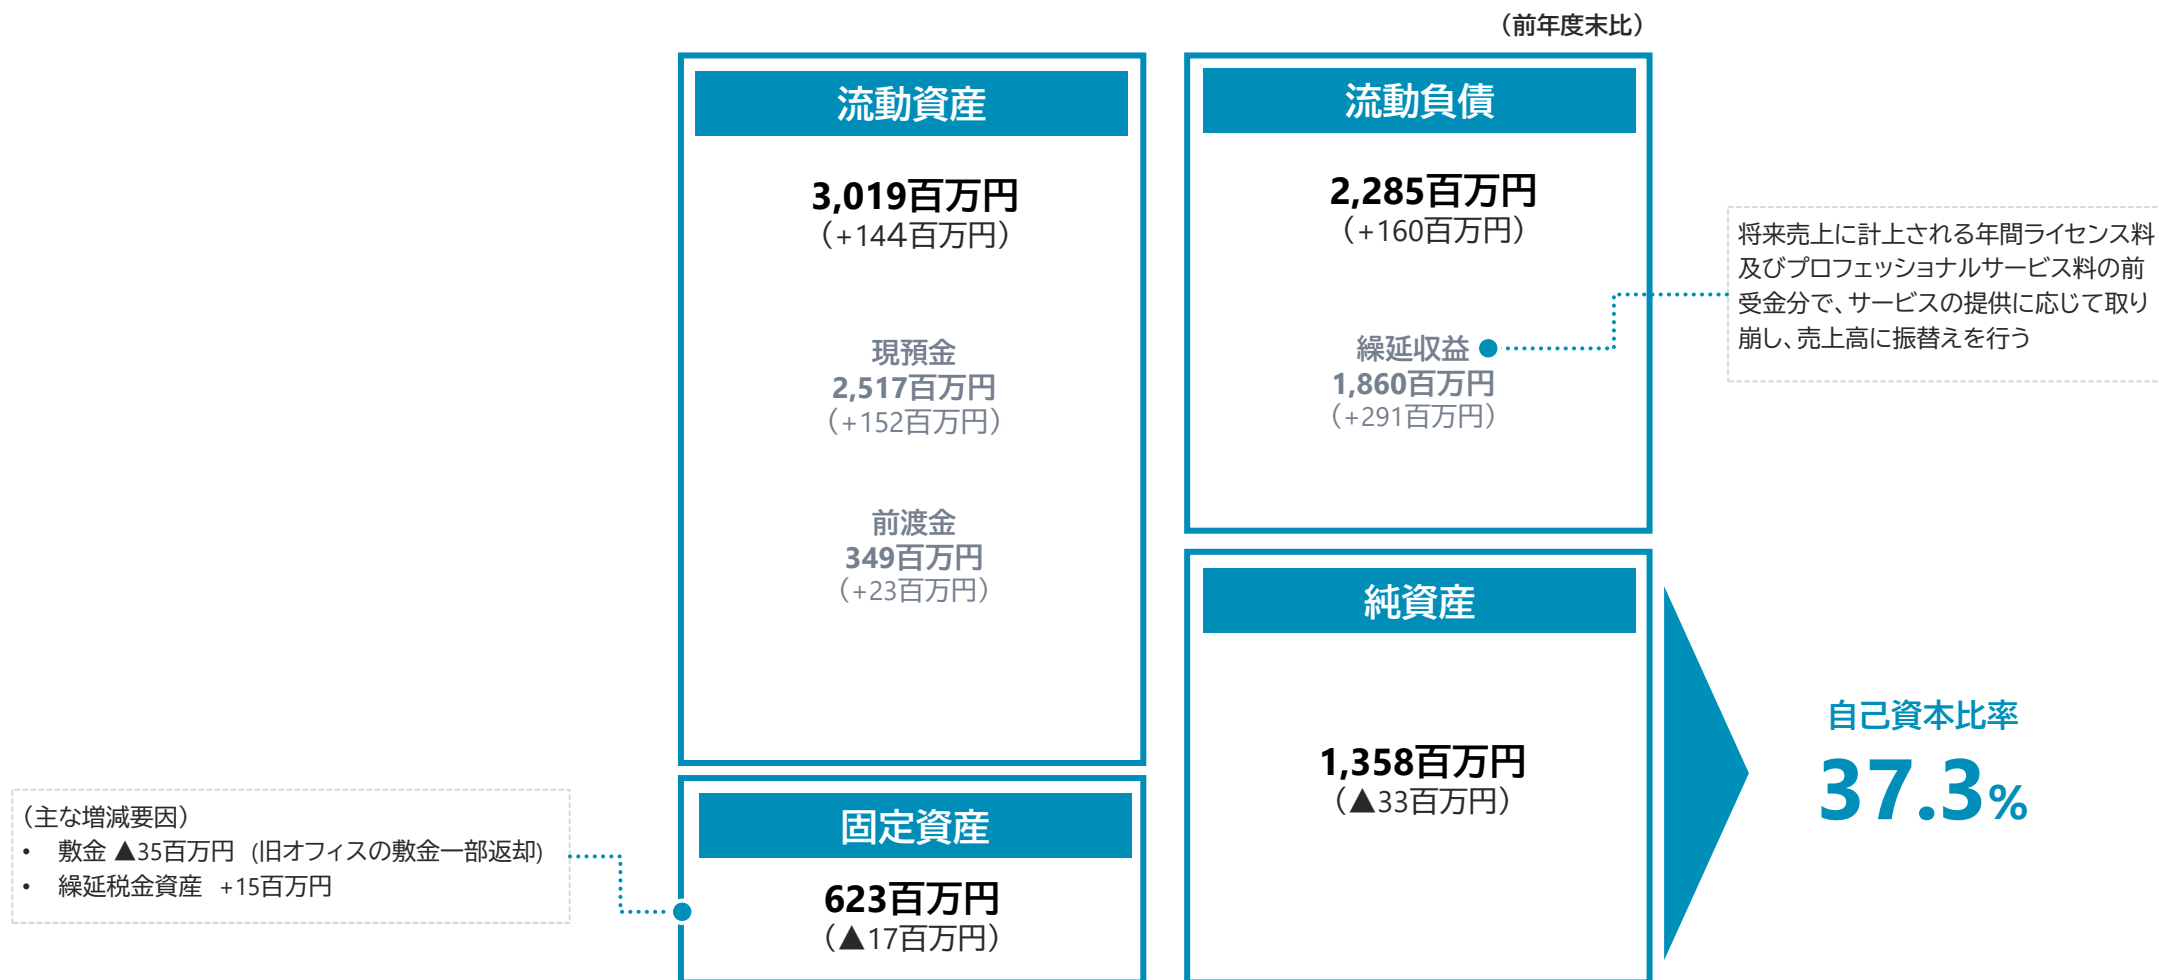 （前年度末比）
流動資産
3,019百万円
（+144百万円）
現預金
2,517百万円
（+152百万円）
前渡金
349百万円
（+23百万円）
流動負債
2,285百万円
（+160百万円）
繰延収益
1,860百万円
（+291百万円）
将来売上に計上される年間ライセンス料
及びプロフェッショナルサービス料の前
受金分で、サービスの提供に応じて取り
崩し、売上高に振替えを行う
固定資産
623百万円
（▲17百万円）
（主な増減要因）
• 敷金 ▲35百万円 (旧オフィスの敷金一部返却)
• 繰延税金資産 +15百万円
純資産
1,358百万円
（▲33百万円）
自己資本比率
37.3%